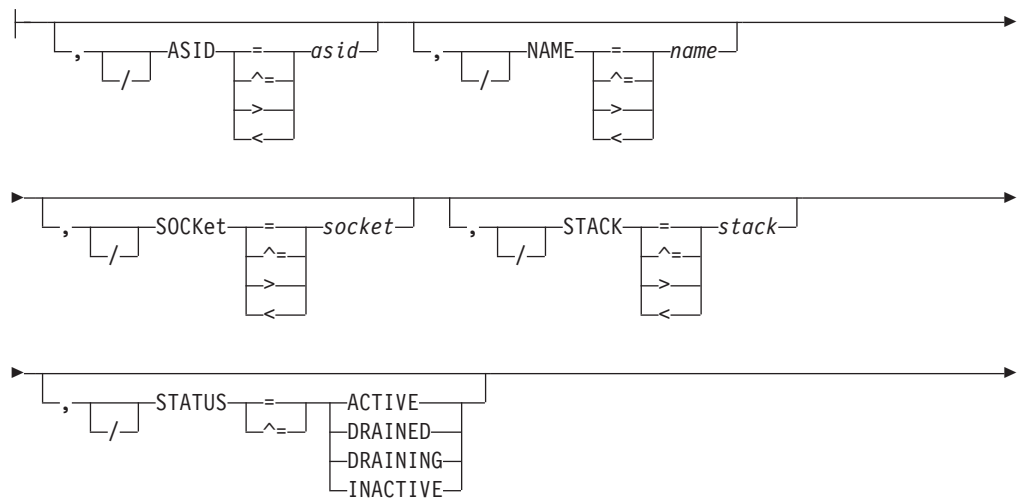 , / ASID = asid , / NAME = name
^= ^=
> >
< <
, / SOCKet = socket , / STACK = stack
^= ^=
> >
< <
, / STATUS = ACTIVE
^= DRAINED
DRAINING
INACTIVE